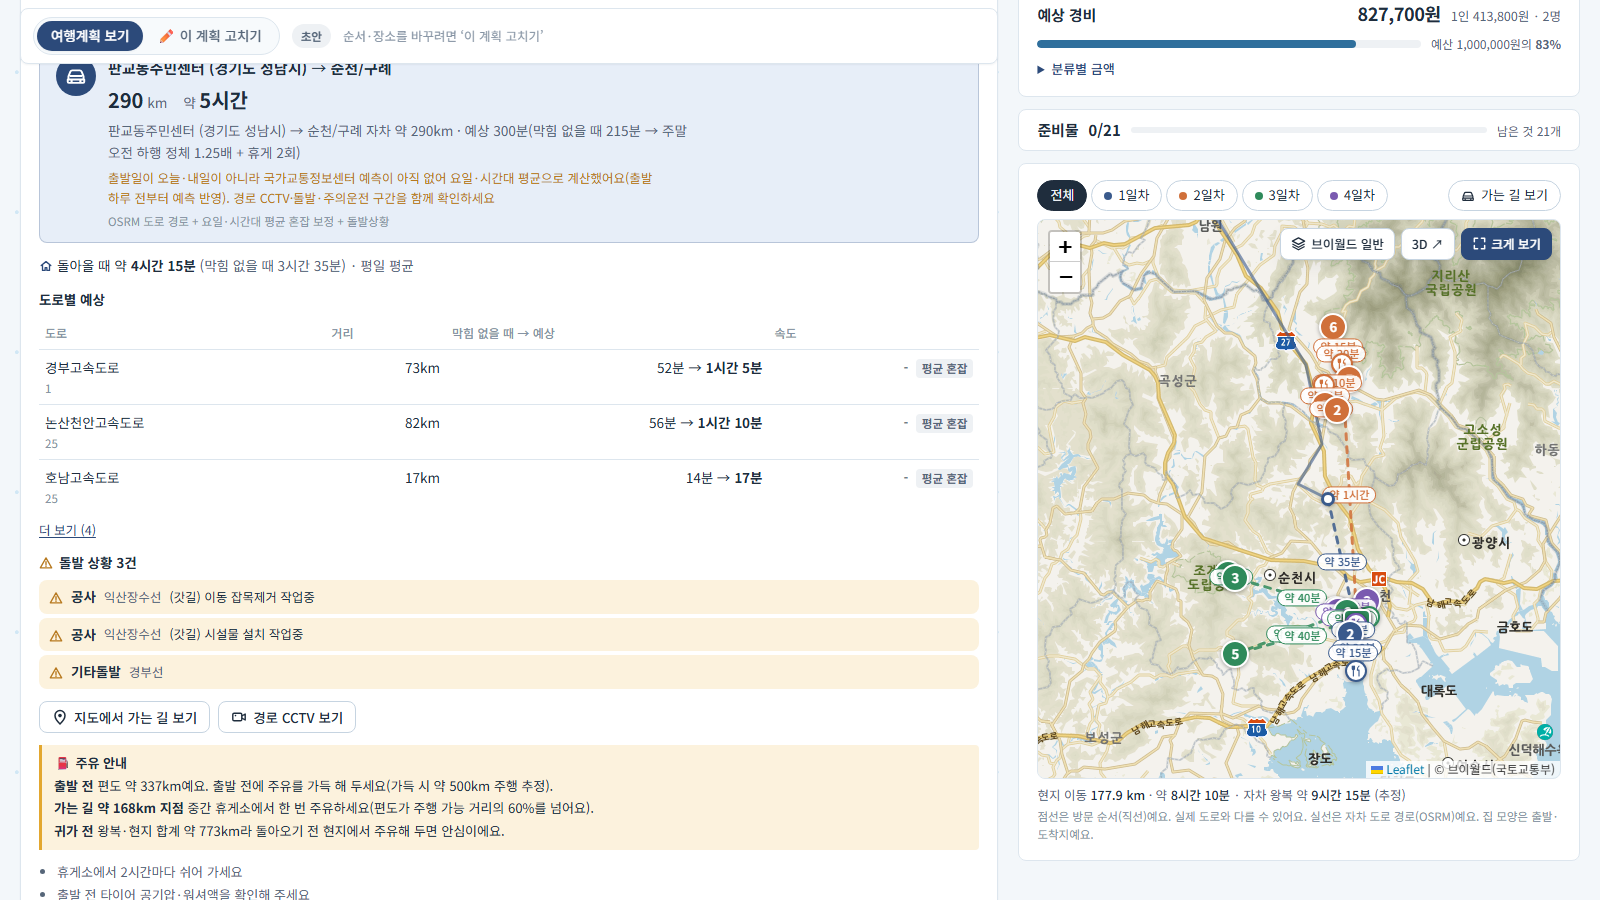 여행계획 보기
이 계획 고치기
초안
순서·장소를 바꾸려면 '이 계획 고치기'
판교동주민센터 (경기도 성남시) → 순천/구례
290 km 약 5시간
판교동주민센터 (경기도 성남시) → 순천/구례 자차 약 290km · 예상 300분(막힘 없을 때 215분 → 주말
오전 하행 정체 1.25배 + 휴게 2회)
출발일이 오늘·내일이 아니라 국가교통정보센터 예측이 아직 없어 요일·시간대 평균으로 계산했어요(출발
하루 전부터 예측 반영). 경로 CCTV·돌발·주의운전 구간을 함께 확인하세요
OSRM 도로 경로 + 요일·시간대 평균 혼잡 보정 + 돌발상황
돌아올 때 약 4시간 15분 (막힘 없을 때 3시간 35분) · 평일 평균
도로별 예상
도로 거리 막힘 없을 때 → 예상 속도
경부고속도로 73km 52분 → 1시간 5분 - 평균 혼잡
1
논산천안고속도로 82km 56분 → 1시간 10분 - 평균 혼잡
25
호남고속도로 17km 14분 → 17분 - 평균 혼잡
25
더 보기 (4)
돌발 상황 3건
공사 익산장수선 (갓길) 이동 잡목제거 작업중
공사 익산장수선 (갓길) 시설물 설치 작업중
기타돌발 경부선
지도에서 가는 길 보기
경로 CCTV 보기
주유 안내
출발 전 편도 약 337km예요. 출발 전에 주유를 가득 해 두세요(가득 시 약 500km 주행 추정).
가는 길 약 168km 지점 중간 휴게소에서 한 번 주유하세요(편도가 주행 가능 거리의 60%를 넘어요).
귀가 전 왕복·현지 합계 약 773km라 돌아오기 전 현지에서 주유해 두면 안심이에요.
휴게소에서 2시간마다 쉬어 가세요
출발 전 타이어 공기압·워셔액을 확인해 주세요
예상 경비 827,700원 1인 413,800원 · 2명
예산 1,000,000원의 83%
분류별 금액
준비물 0/21 남은 것 21개
전체
1일차
2일차
3일차
4일차
가는 길 보기
+
−
브이월드 일반
3D ↗
크게 보기
남원
지리산
국립공원
27
6
곡성군
10분
2
고소성
군립공원
하동
약 1시간
광양시
약 35분
3
순천시
JC
약 40분
남해고속도로
금호도
2
약 40분
5
약 15분
남해고속도로
대록도
남해고속도로
보성군
10
장도
신덕해수
Leaflet | © 브이월드(국토교통부)
현지 이동 177.9 km · 약 8시간 10분 · 자차 왕복 약 9시간 15분 (추정)
점선은 방문 순서(직선)예요. 실제 도로와 다를 수 있어요. 실선은 자차 도로 경로(OSRM)예요. 집 모양은 출발·
도착지예요.